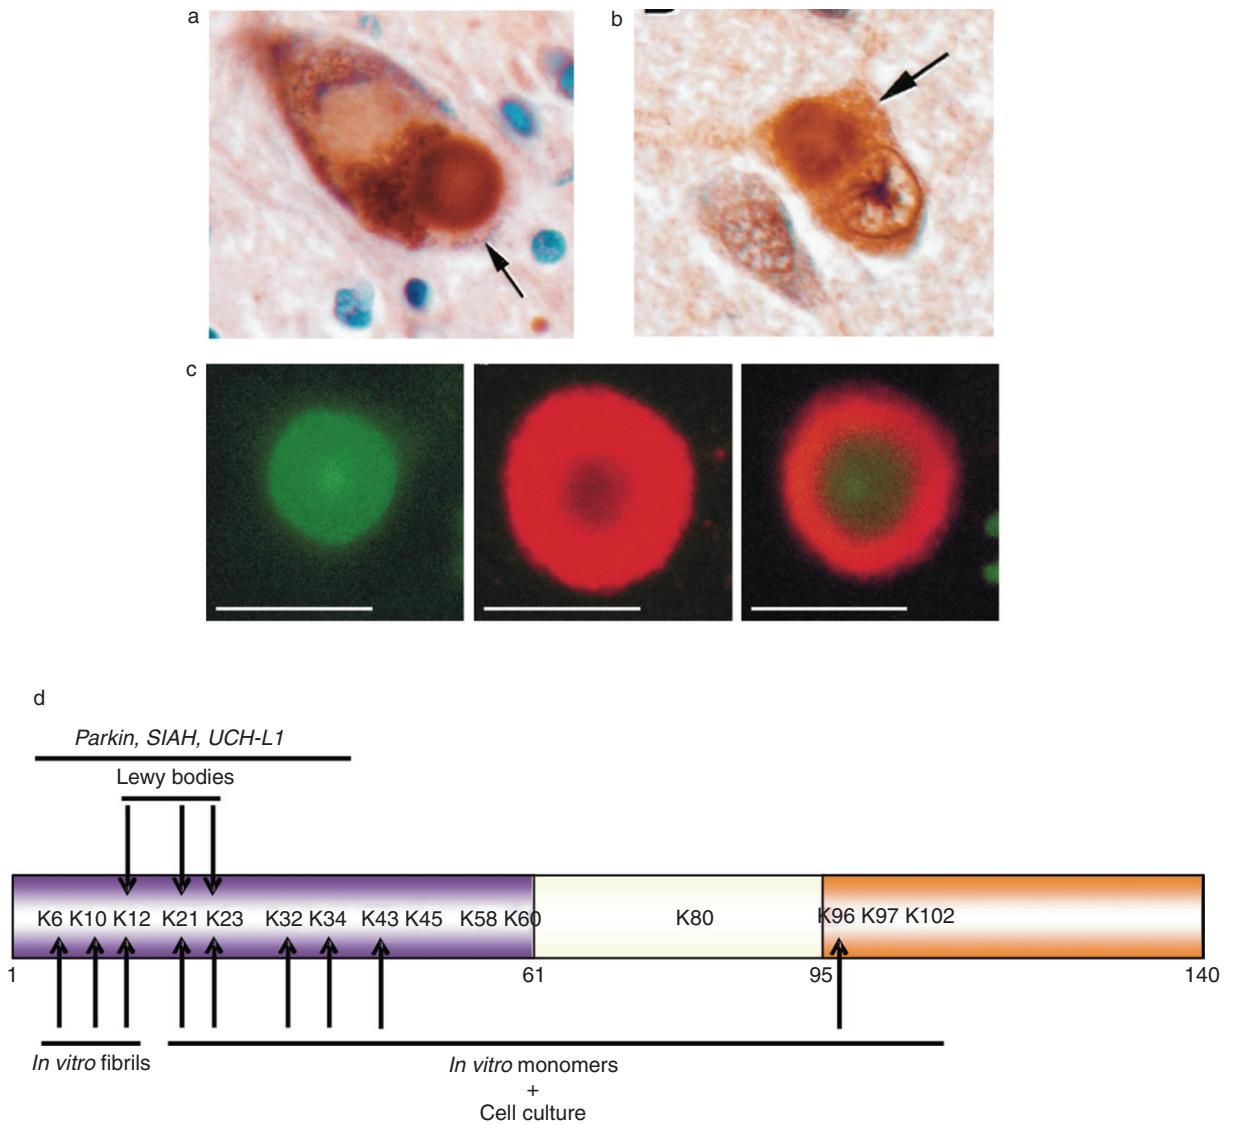 a
b
c
d
Parkin, SIAH, UCH-L1
Lewy bodies
K6 K10 K12 K21 K23 K32 K34 K43 K45 K58 K60 K80 K96 K97 K102
1 61 95 140
In vitro fibrils
In vitro monomers
+
Cell culture